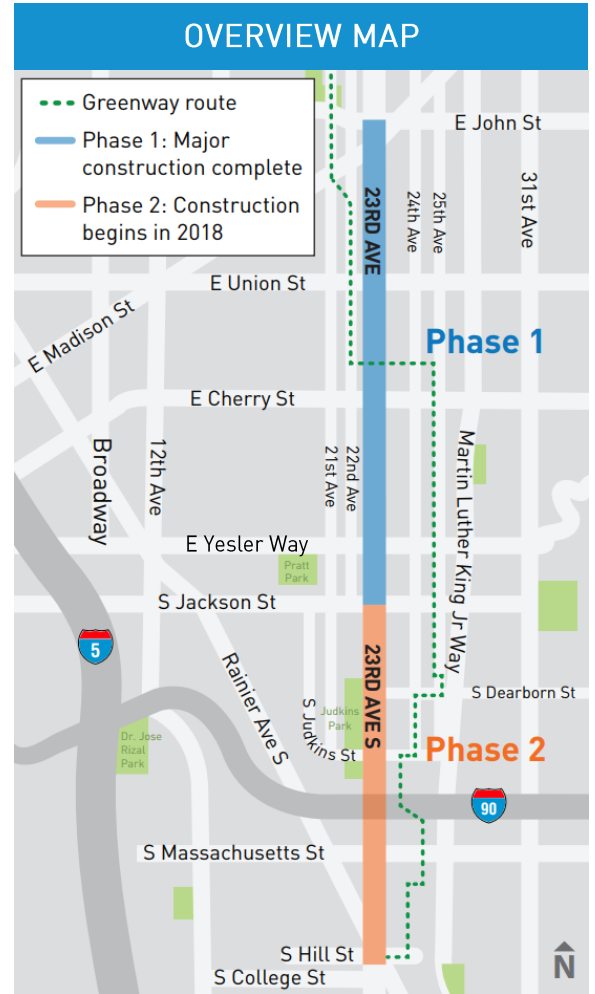 OVERVIEW MAP
Greenway route
Phase 1: Major
construction complete
Phase 2: Construction
begins in 2018
E John St
23RD AVE
24th Ave
25th Ave
31st Ave
E Union St
E Madison St
Phase 1
E Cherry St
Broadway
12th Ave
21st Ave
22nd Ave
Martin Luther King Jr Way
E Yesler Way
Pratt
Park
S Jackson St
5
Rainier Ave S
23RD AVE S
S Dearborn St
S Judkins St
Judkins
Park
Dr. Jose
Rizal
Park
Phase 2
90
S Massachusetts St
S Hill St
S College St
N